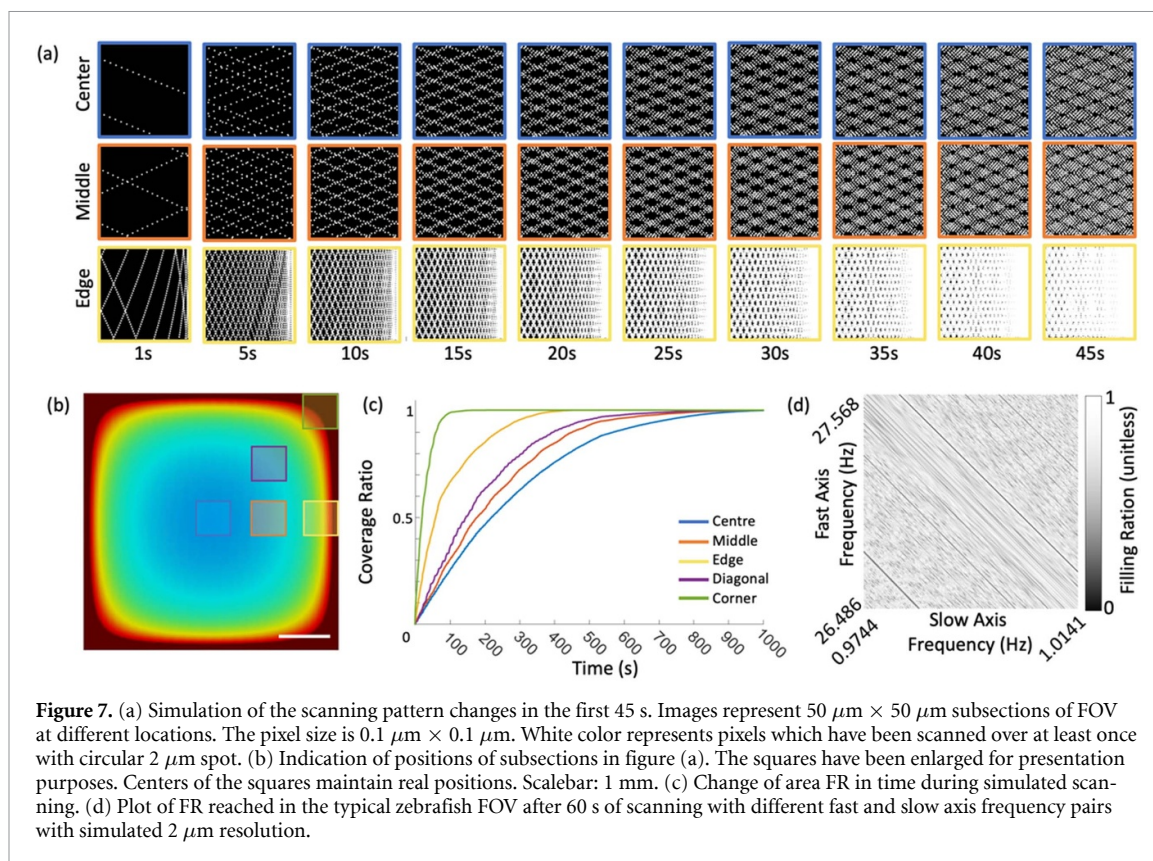 (a)
Center
Middle
Edge
1s 5s 10s 15s 20s 25s 30s 35s 40s 45s
(b)
(c)
Coverage Ratio
1
0.5
0
100 200 300 400 500 600 700 800 900 1000
Time (s)
Centre
Middle
Edge
Diagonal
Corner
(d)
27.568
Fast Axis
Frequency (Hz)
26.486
0.9744
Slow Axis
Frequency (Hz)
1.0141
1
0
Filling Ration (unitless)
Figure 7. (a) Simulation of the scanning pattern changes in the first 45 s. Images represent 50 μm × 50 μm subsections of FOV
at different locations. The pixel size is 0.1 μm × 0.1 μm. White color represents pixels which have been scanned over at least once
with circular 2 μm spot. (b) Indication of positions of subsections in figure (a). The squares have been enlarged for presentation
purposes. Centers of the squares maintain real positions. Scalebar: 1 mm. (c) Change of area FR in time during simulated scan-
ning. (d) Plot of FR reached in the typical zebrafish FOV after 60 s of scanning with different fast and slow axis frequency pairs
with simulated 2 μm resolution.